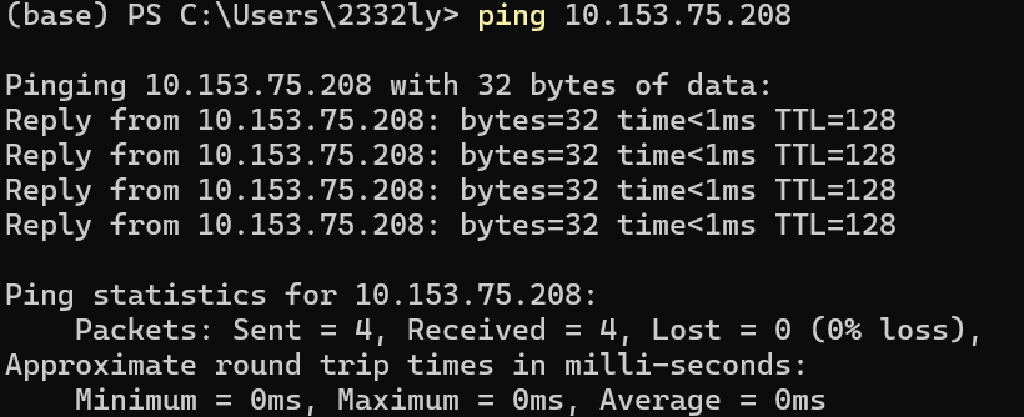 (base) PS C:\Users\2332ly> ping 10.153.75.208
Pinging 10.153.75.208 with 32 bytes of data:
Reply from 10.153.75.208: bytes=32 time<1ms TTL=128
Reply from 10.153.75.208: bytes=32 time<1ms TTL=128
Reply from 10.153.75.208: bytes=32 time<1ms TTL=128
Reply from 10.153.75.208: bytes=32 time<1ms TTL=128
Ping statistics for 10.153.75.208:
    Packets: Sent = 4, Received = 4, Lost = 0 (0% loss),
Approximate round trip times in milli-seconds:
    Minimum = 0ms, Maximum = 0ms, Average = 0ms